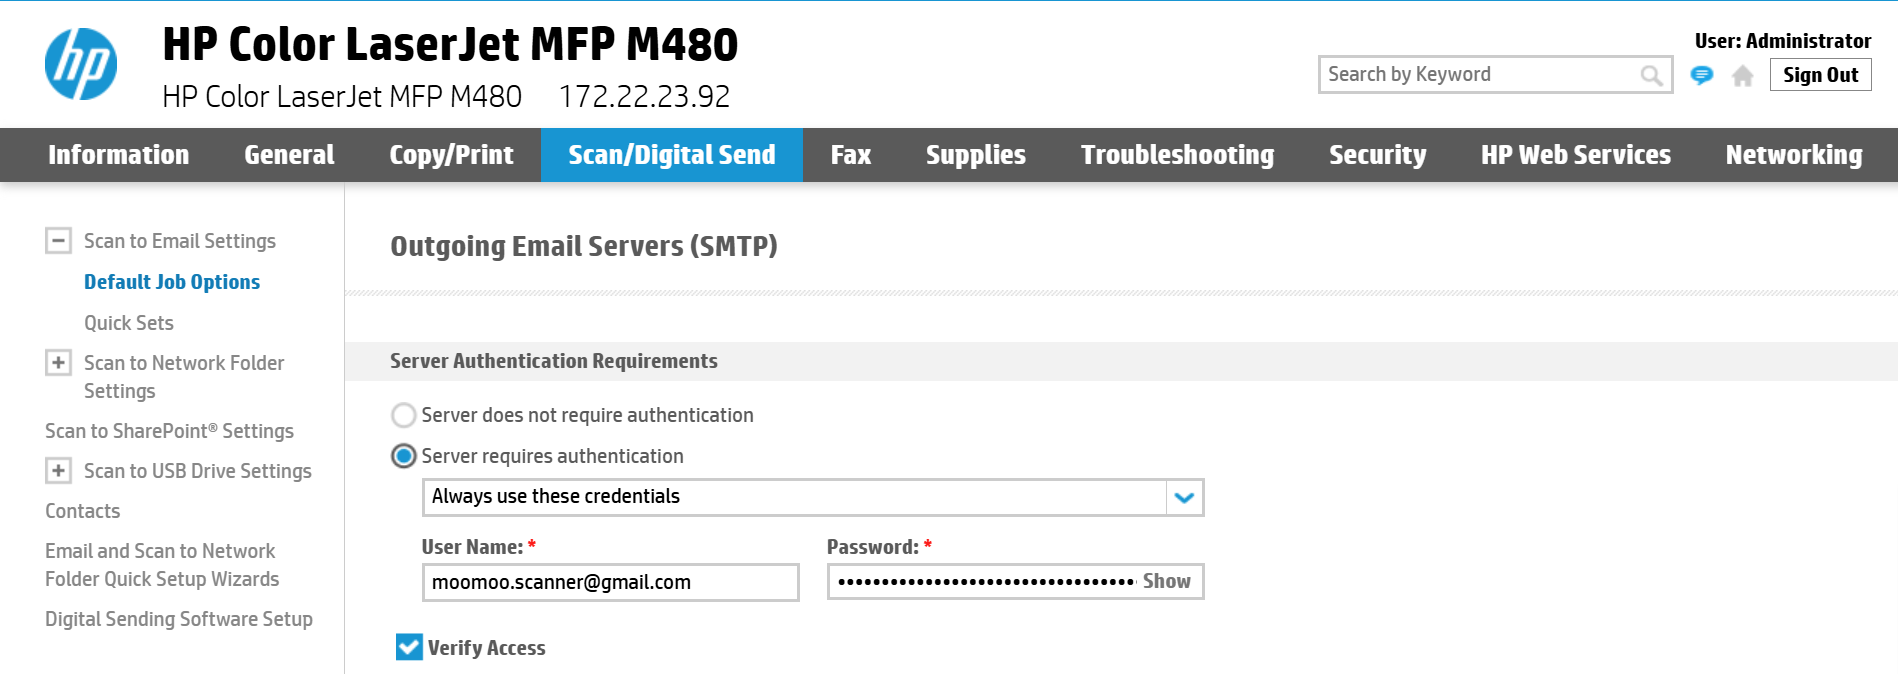 hp
HP Color LaserJet MFP M480
HP Color LaserJet MFP M480 172.22.23.92
User: Administrator
Search by Keyword
Sign Out
Information General Copy/Print Scan/Digital Send Fax Supplies Troubleshooting Security HP Web Services Networking
Scan to Email Settings
Default Job Options
Quick Sets
Scan to Network Folder
Settings
Scan to SharePoint® Settings
Scan to USB Drive Settings
Contacts
Email and Scan to Network
Folder Quick Setup Wizards
Digital Sending Software Setup
Outgoing Email Servers (SMTP)
Server Authentication Requirements
Server does not require authentication
Server requires authentication
Always use these credentials
User Name: * Password: *
moomoo.scanner@gmail.com •••••••••••••••••••••••••••••••••• Show
Verify Access